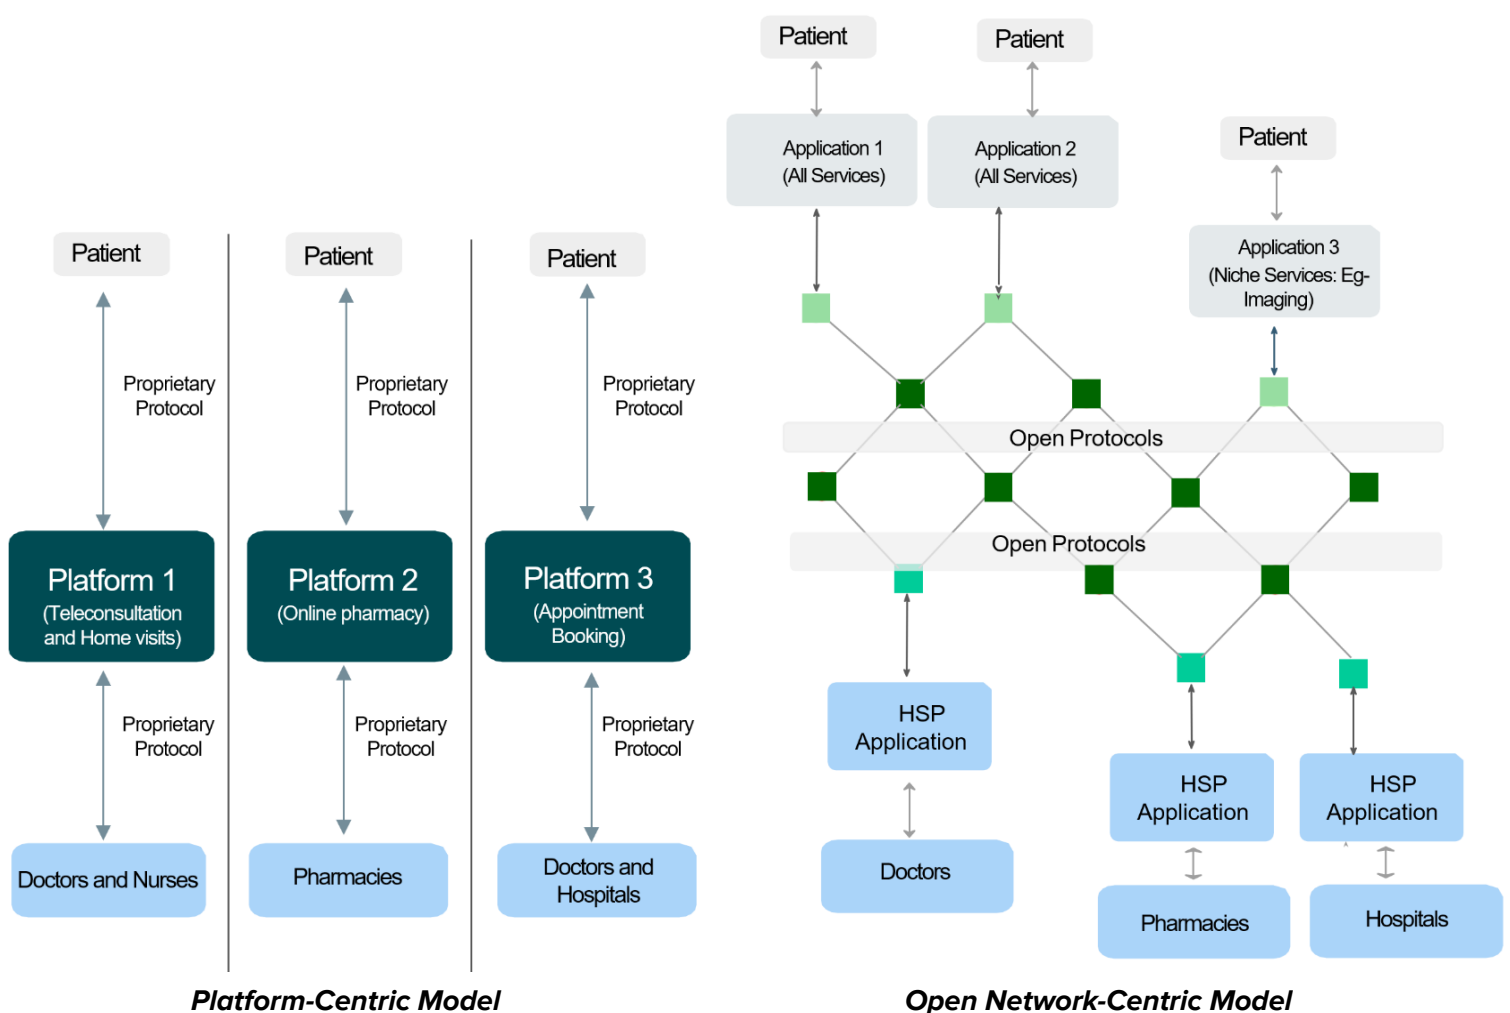 Patient
Proprietary
Protocol
Platform 1
(Teleconsultation
and Home visits)
Proprietary
Protocol
Doctors and Nurses
Patient
Proprietary
Protocol
Platform 2
(Online pharmacy)
Proprietary
Protocol
Pharmacies
Patient
Proprietary
Protocol
Platform 3
(Appointment
Booking)
Proprietary
Protocol
Doctors and
Hospitals
Platform-Centric Model
Patient
Application 1
(All Services)
Patient
Application 2
(All Services)
Patient
Application 3
(Niche Services: Eg-
Imaging)
Open Protocols
Open Protocols
HSP
Application
Doctors
HSP
Application
Pharmacies
HSP
Application
Hospitals
Open Network-Centric Model